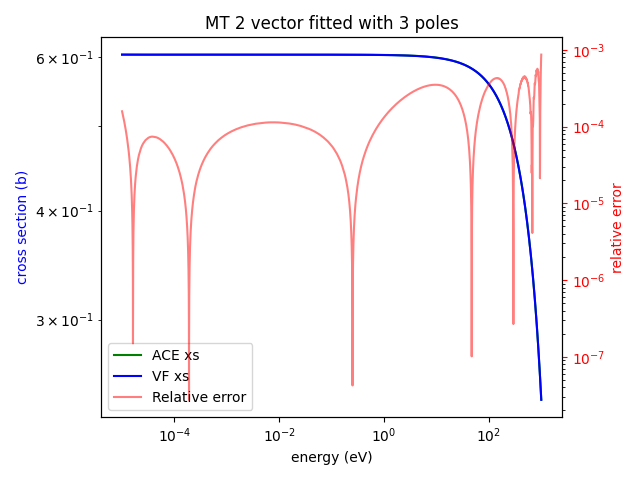 MT 2 vector fitted with 3 poles
6 × 10⁻¹
4 × 10⁻¹
3 × 10⁻¹
cross section (b)
10⁻³
10⁻⁴
10⁻⁵
10⁻⁶
10⁻⁷
relative error
ACE xs
VF xs
Relative error
10⁻⁴ 10⁻² 10⁰ 10²
energy (eV)